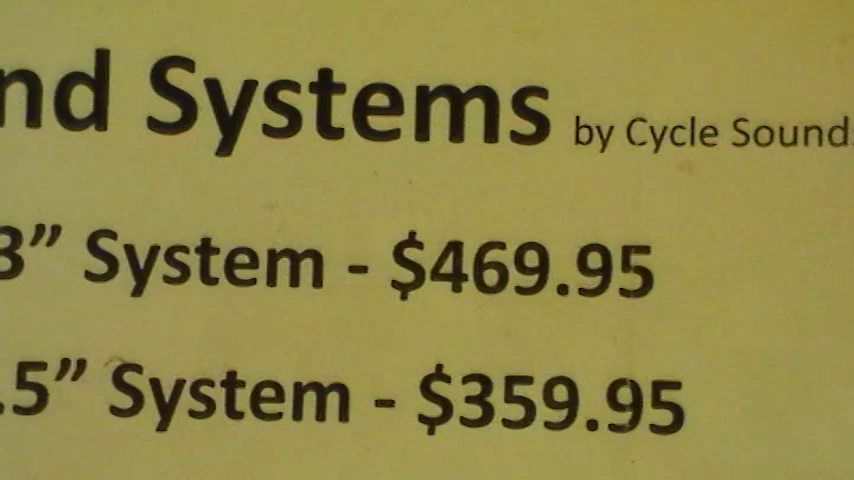 nd Systems by Cycle Sound
3” System - $469.95
.5” System - $359.95